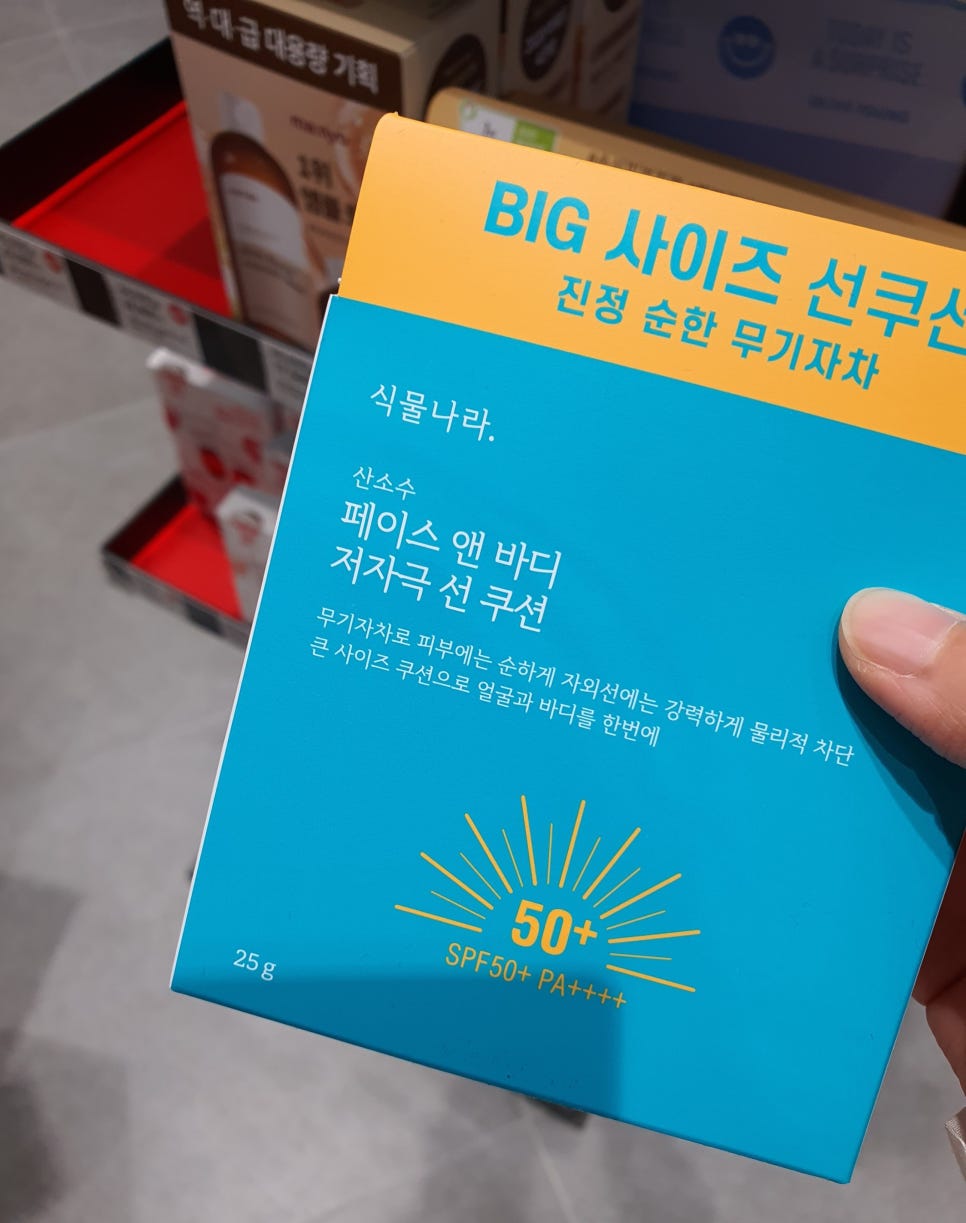 역·대·급 대용량 기획
1위
BIG 사이즈 선쿠션
진정 순한 무기자차
식물나라.
산소수
페이스 앤 바디
저자극 선 쿠션
무기자차로 피부에는 순하게 자외선에는 강력하게 물리적 차단
큰 사이즈 쿠션으로 얼굴과 바디를 한번에
50+
SPF50+ PA++++
25 g